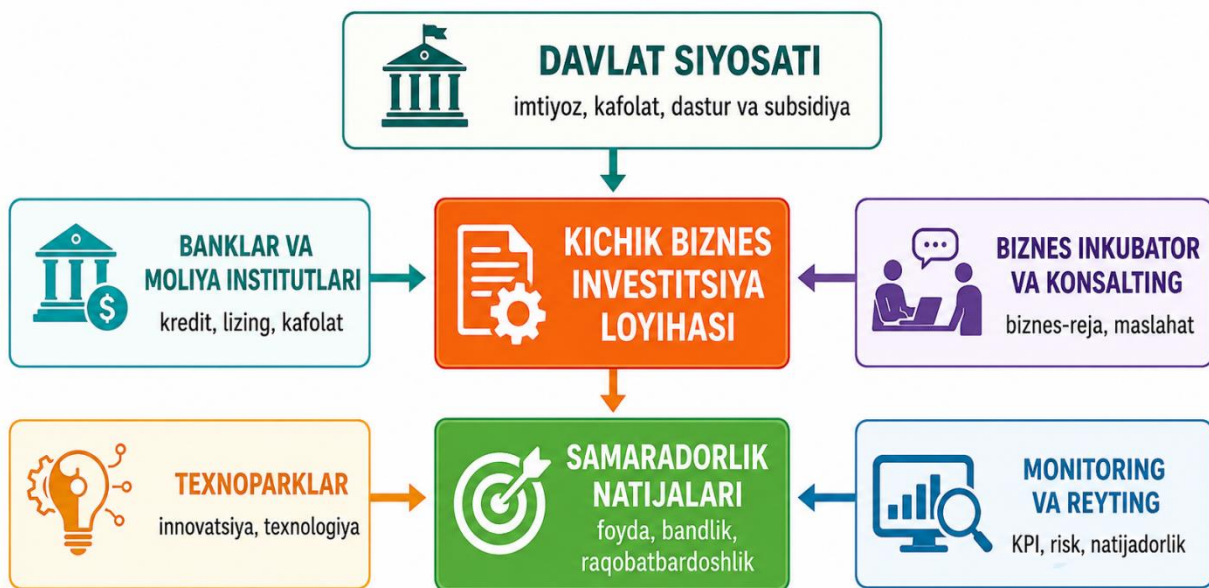 DAVLAT SIYOSATI
imtiyoz, kafolat, dastur va subsidiya
BANKLAR VA
MOLIYA INSTITUTLARI
kredit, lizing, kafolat
$
KICHIK BIZNES
INVESTITSIYA
LOYIHASI
BIZNES INKUBATOR
VA KONSALTING
biznes-reja, maslahat
TEXNOPARKLAR
innovatsiya, texnologiya
SAMARADORLIK
NATIJALARI
foyda, bandlik,
raqobatbardoshlik
MONITORING
VA REYTING
KPI, risk, natijadorlik